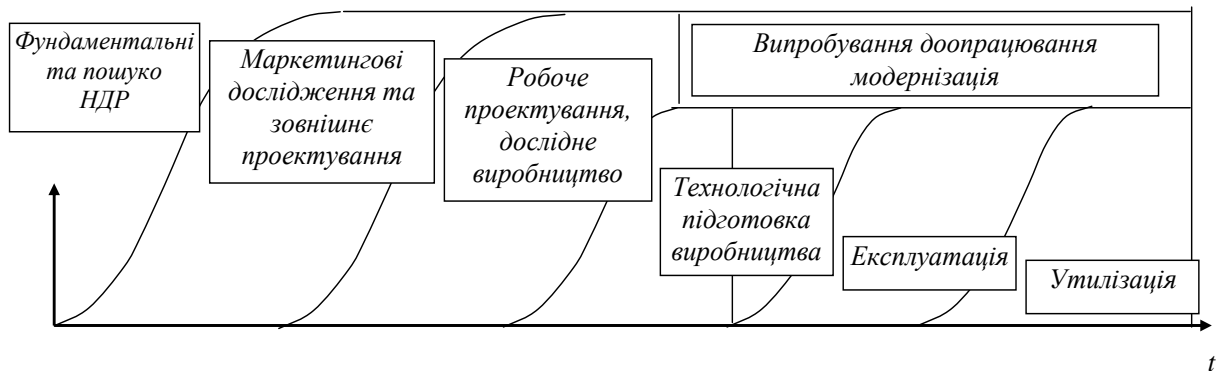 Фундаментальні
та пошуко
НДР
Маркетингові
дослідження та
зовнішнє
проектування
Робоче
проектування,
дослідне
виробництво
Випробування доопрацювання
модернізація
Технологічна
підготовка
виробництва
Експлуатація
Утилізація
t